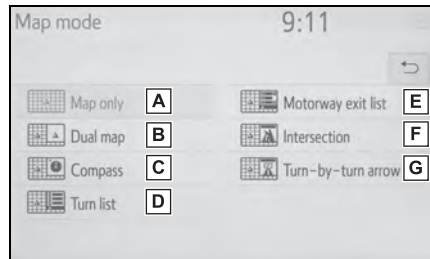 Map mode 9:11
Map only A
Dual map B
Compass C
Turn list D
Motorway exit list E
Intersection F
Turn-by-turn arrow G